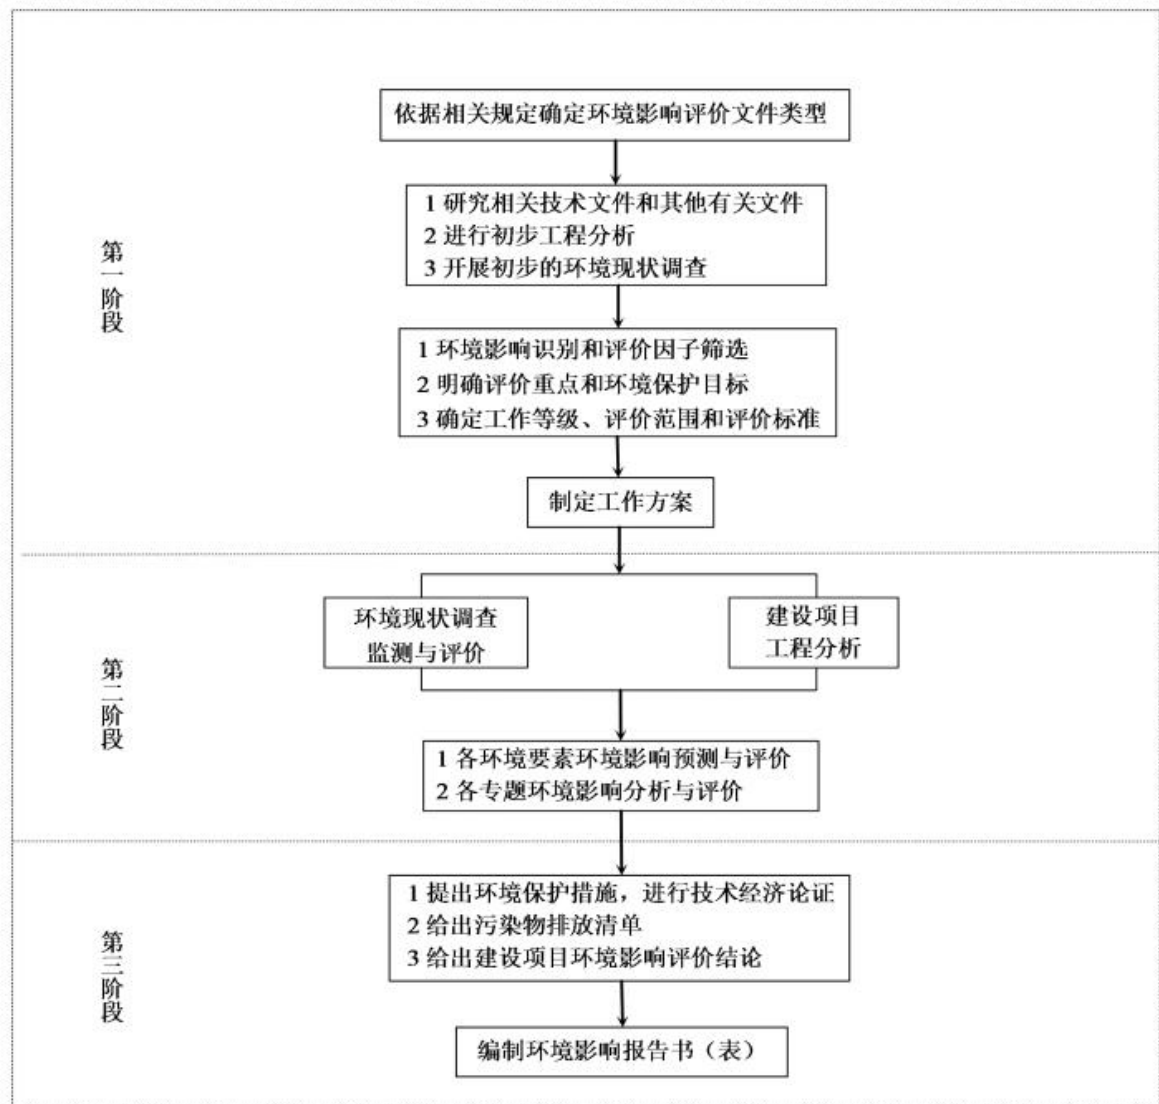 依据相关规定确定环境影响评价文件类型
1 研究相关技术文件和其他有关文件
2 进行初步工程分析
3 开展初步的环境现状调查
第一阶段
1 环境影响识别和评价因子筛选
2 明确评价重点和环境保护目标
3 确定工作等级、评价范围和评价标准
制定工作方案
环境现状调查
监测与评价
建设项目
工程分析
第二阶段
1 各环境要素环境影响预测与评价
2 各专题环境影响分析与评价
1 提出环境保护措施，进行技术经济论证
2 给出污染物排放清单
3 给出建设项目环境影响评价结论
第三阶段
编制环境影响报告书（表）